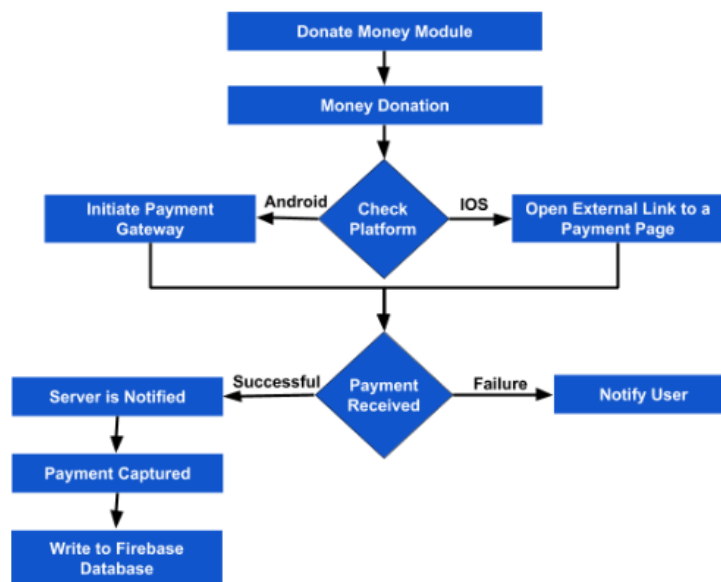 Donate Money Module
Money Donation
Android
IOS
Initiate Payment
Gateway
Check
Platform
Open External Link to a
Payment Page
Successful
Failure
Server is Notified
Payment
Received
Notify User
Payment Captured
Write to Firebase
Database